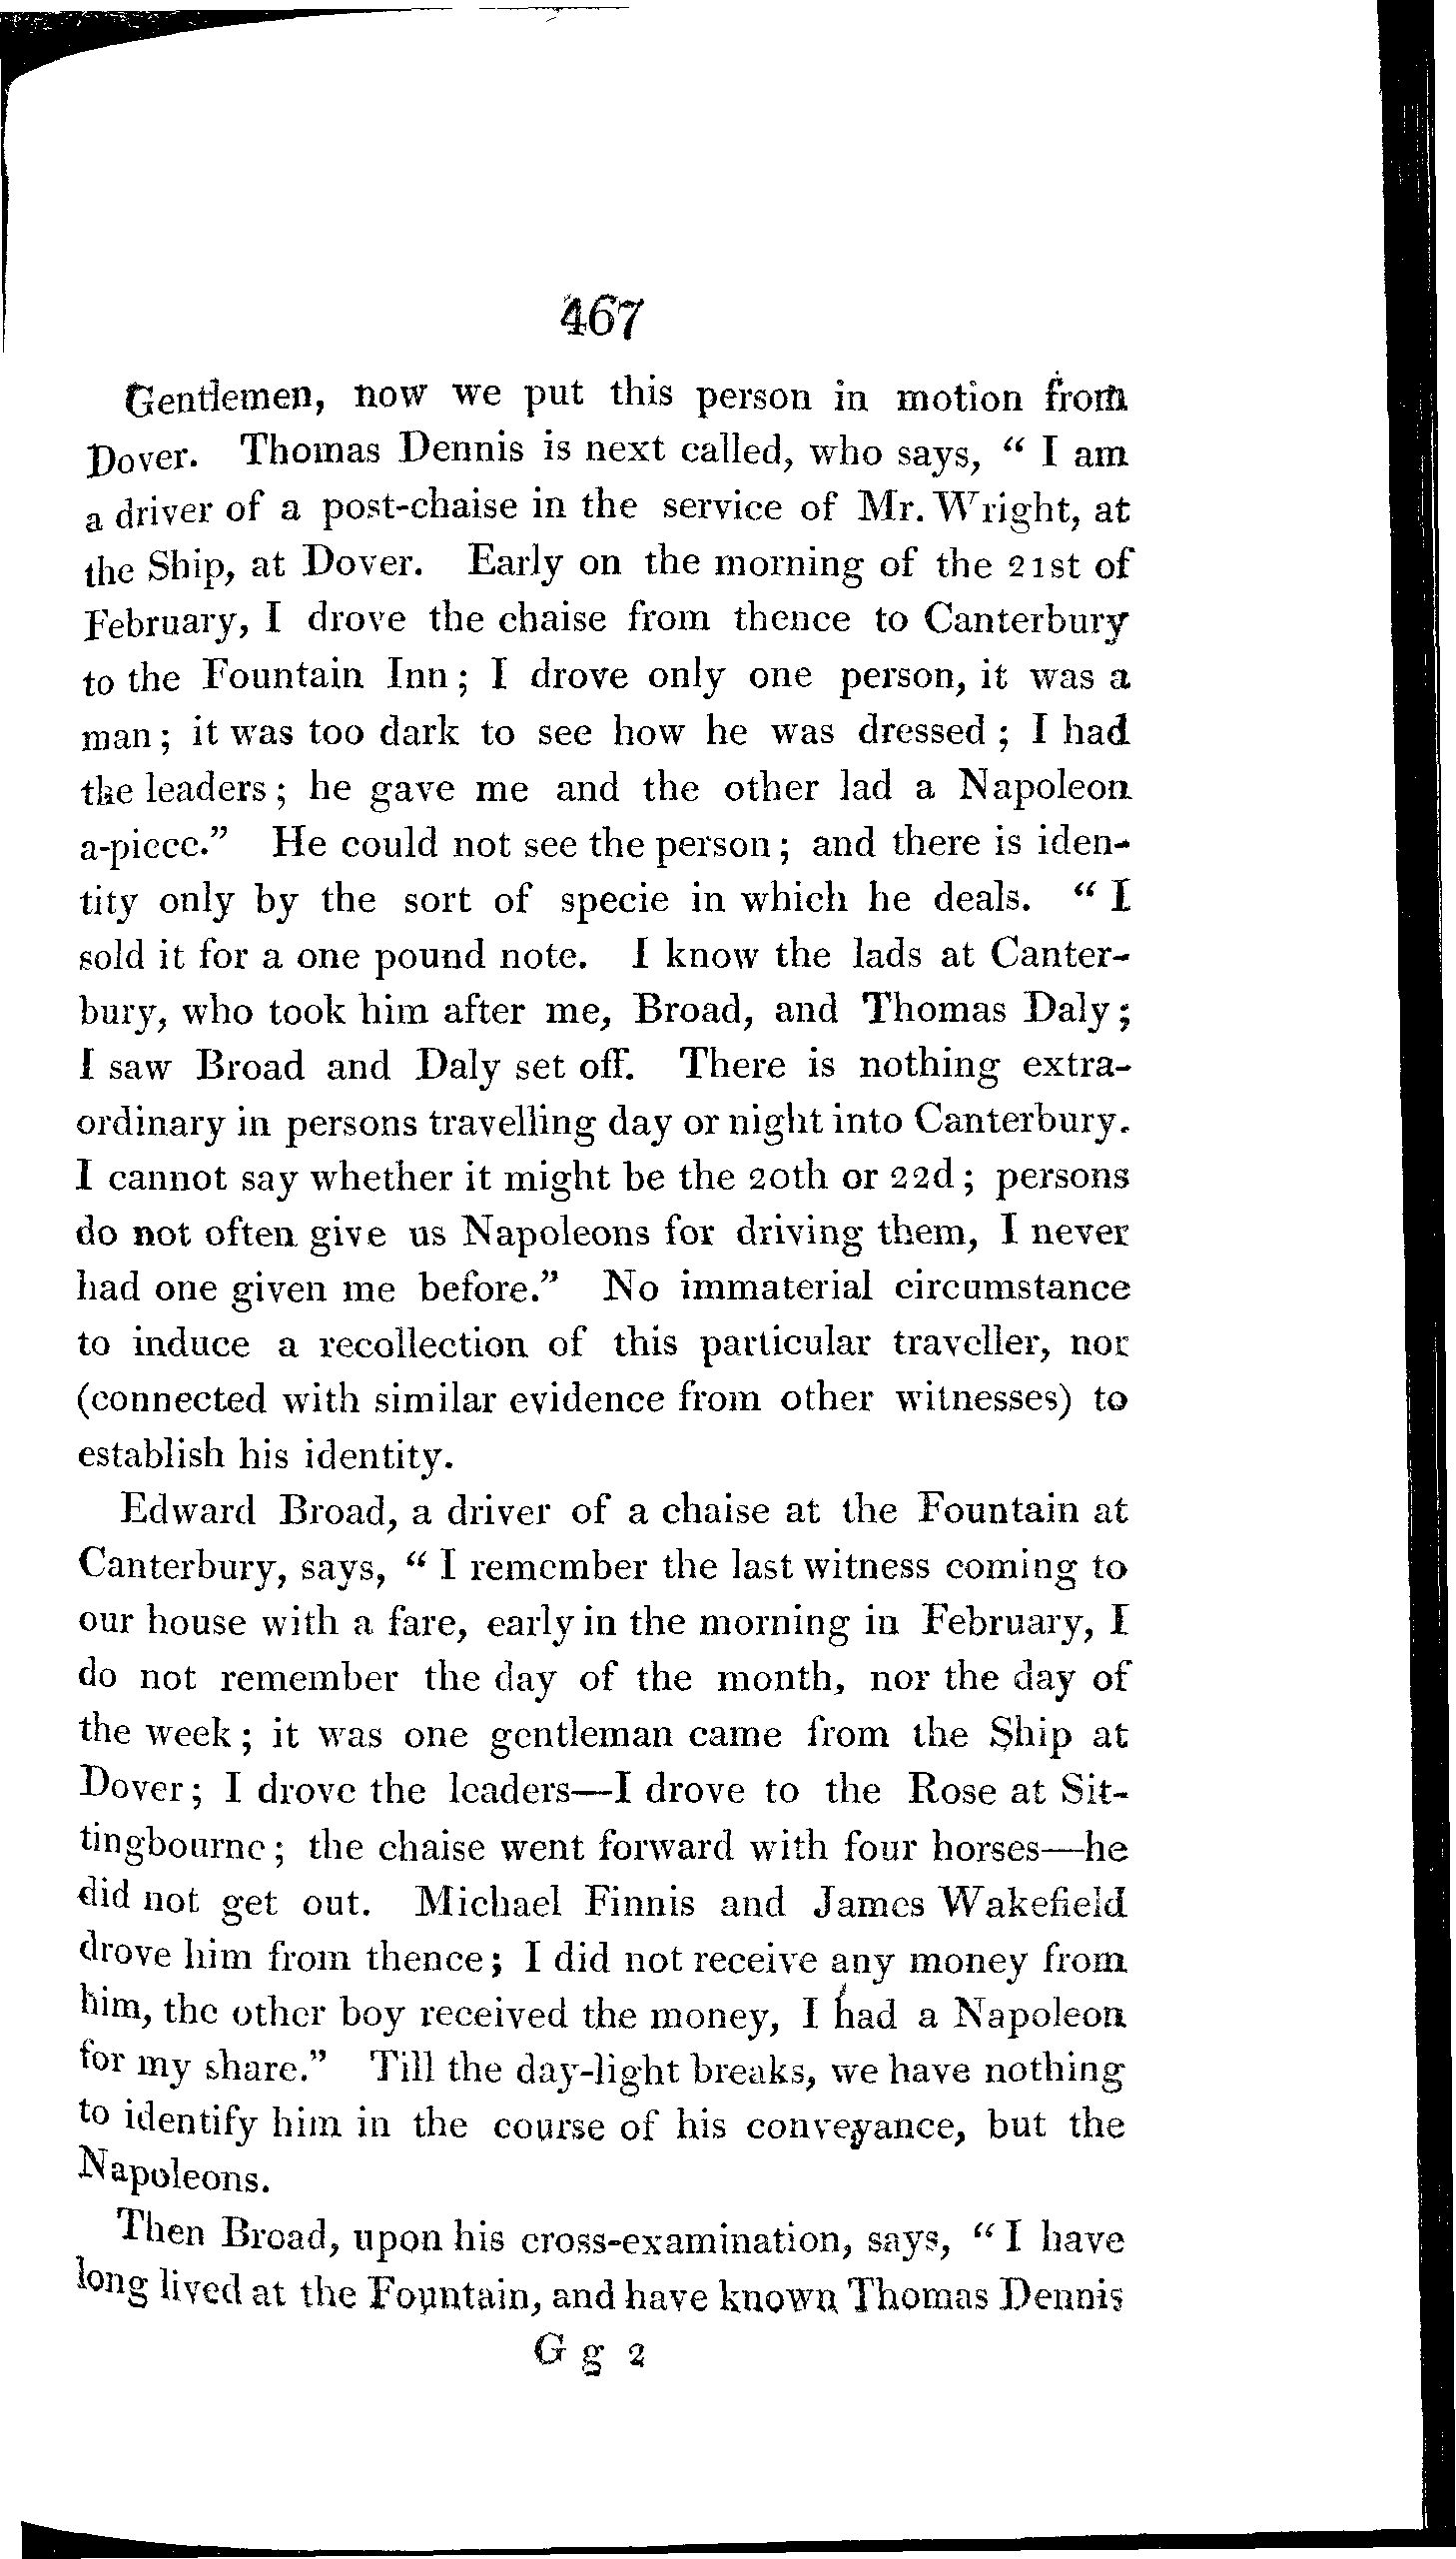 467
Gentlemen, now we put this person in motion from
Dover. Thomas Dennis is next called, who says, “ I am
a driver of a post-chaise in the service of Mr. Wright, at
the Ship, at Dover. Early on the morning of the 21st of
February, I drove the chaise from thence to Canterbury
to the Fountain Inn; I drove only one person, it was a
man; it was too dark to see how he was dressed; I had
the leaders; he gave me and the other lad a Napoleon
a-piece.” He could not see the person; and there is iden-
tity only by the sort of specie in which he deals. “ I
sold it for a one pound note. I know the lads at Canter-
bury, who took him after me, Broad, and Thomas Daly;
I saw Broad and Daly set off. There is nothing extra-
ordinary in persons travelling day or night into Canterbury.
I cannot say whether it might be the 20th or 22d; persons
do not often give us Napoleons for driving them, I never
had one given me before.” No immaterial circumstance
to induce a recollection of this particular traveller, nor
(connected with similar evidence from other witnesses) to
establish his identity.
Edward Broad, a driver of a chaise at the Fountain at
Canterbury, says, “ I remember the last witness coming to
our house with a fare, early in the morning in February, I
do not remember the day of the month, nor the day of
the week; it was one gentleman came from the Ship at
Dover; I drove the leaders—I drove to the Rose at Sit-
tingbourne; the chaise went forward with four horses—he
did not get out. Michael Finnis and James Wakefield
drove him from thence; I did not receive any money from
him, the other boy received the money, I had a Napoleon
for my share.” Till the day-light breaks, we have nothing
to identify him in the course of his conveyance, but the
Napoleons.
Then Broad, upon his cross-examination, says, “ I have
long lived at the Fountain, and have known Thomas Dennis
G g 2